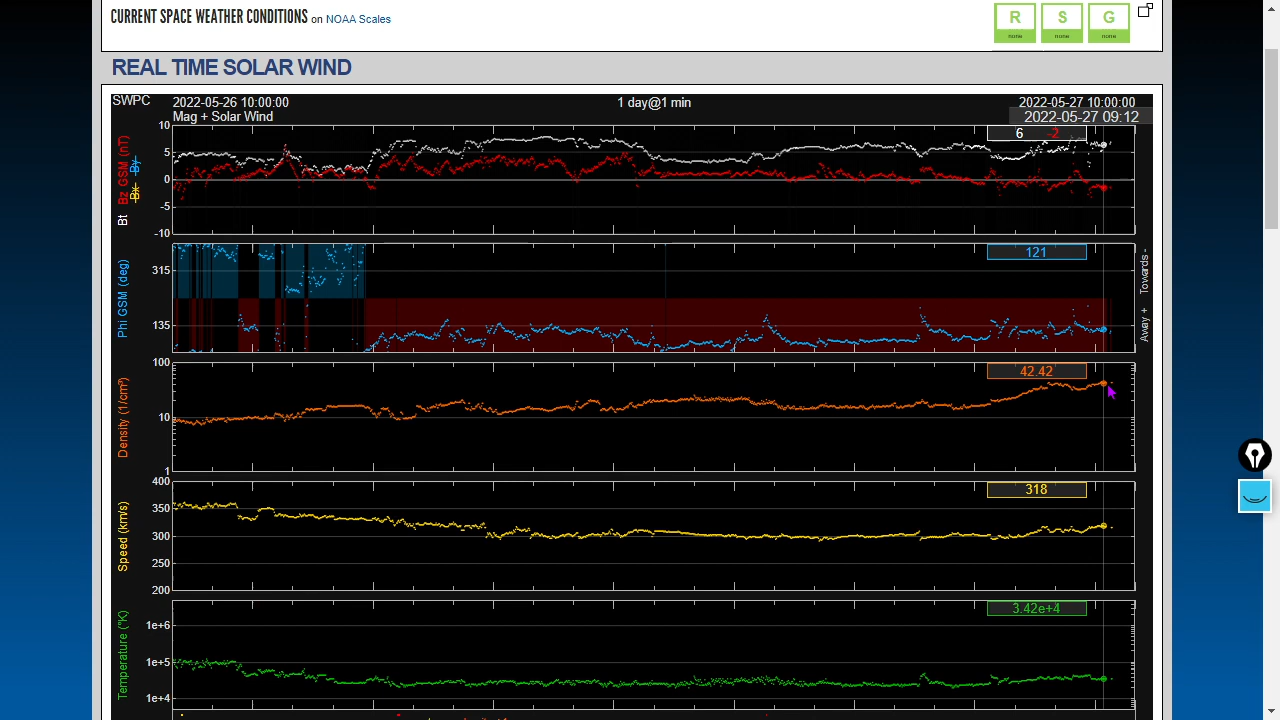 CURRENT SPACE WEATHER CONDITIONS on NOAA Scales
R S G
none none none
REAL TIME SOLAR WIND
SWPC 2022-05-26 10:00:00 1 day@1 min 2022-05-27 10:00:00
Mag + Solar Wind 2022-05-27 09:12
Bt Bz GSM (nT)
Bx By
10
5
0
-5
-10
6 -2
Phi GSM (deg)
315
135
121
Away + Towards -
Density (1/cm³)
100
10
1
42.42
Speed (km/s)
400
350
300
250
200
318
Temperature (°K)
1e+6
1e+5
1e+4
3.42e+4